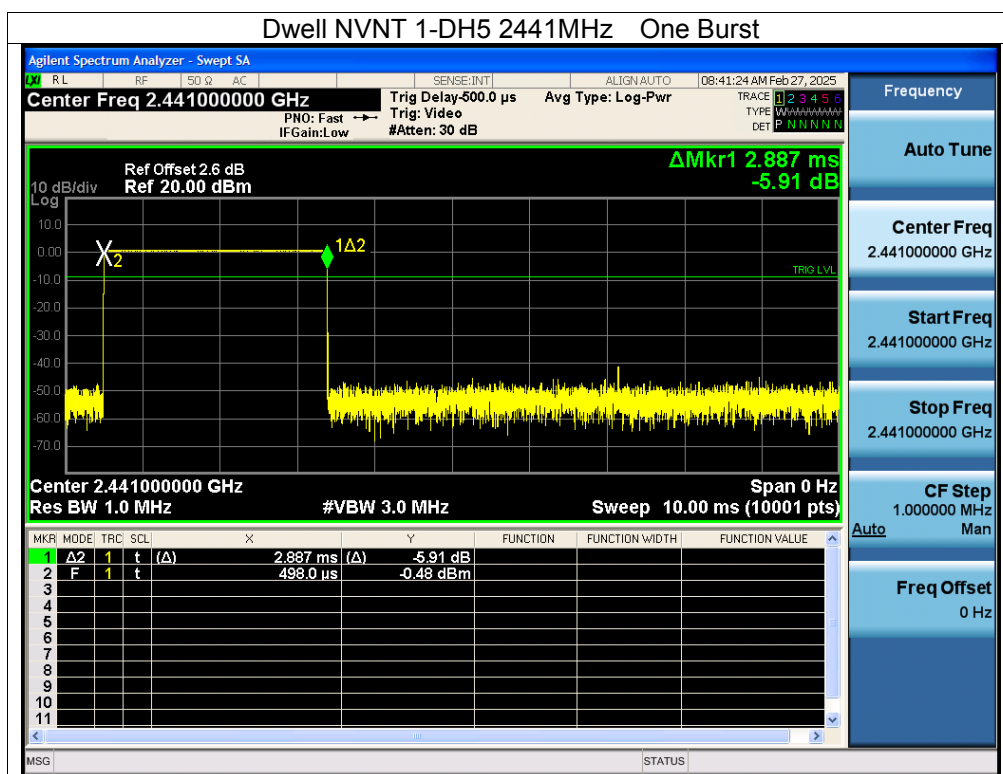 Dwell NVNT 1-DH5 2441MHz One Burst
Agilent Spectrum Analyzer - Swept SA
LXI RL RF 50 Ω AC SENSE:INT ALIGN AUTO 08:41:24 AM Feb 27, 2025
Center Freq 2.441000000 GHz Trig Delay-500.0 µs Avg Type: Log-Pwr TRACE 1 2 3 4 5 6
PNO: Fast Trig: Video TYPE WWWWWW
IFGain:Low #Atten: 30 dB DET P N N N N N
Frequency
Auto Tune
Center Freq
2.441000000 GHz
Start Freq
2.441000000 GHz
Stop Freq
2.441000000 GHz
CF Step
1.000000 MHz
Auto Man
Freq Offset
0 Hz
ΔMkr1 2.887 ms
-5.91 dB
Ref Offset 2.6 dB
10 dB/div Ref 20.00 dBm
Log
10.0
0.00
-10.0
-20.0
-30.0
-40.0
-50.0
-60.0
-70.0
2
1Δ2
TRIG LVL
Center 2.441000000 GHz Span 0 Hz
Res BW 1.0 MHz #VBW 3.0 MHz Sweep 10.00 ms (10001 pts)
MKR MODE TRC SCL X Y FUNCTION FUNCTION WIDTH FUNCTION VALUE
1 Δ2 1 t (Δ) 2.887 ms (Δ) -5.91 dB
2 F 1 t 498.0 µs -0.48 dBm
3
4
5
6
7
8
9
10
11
MSG STATUS